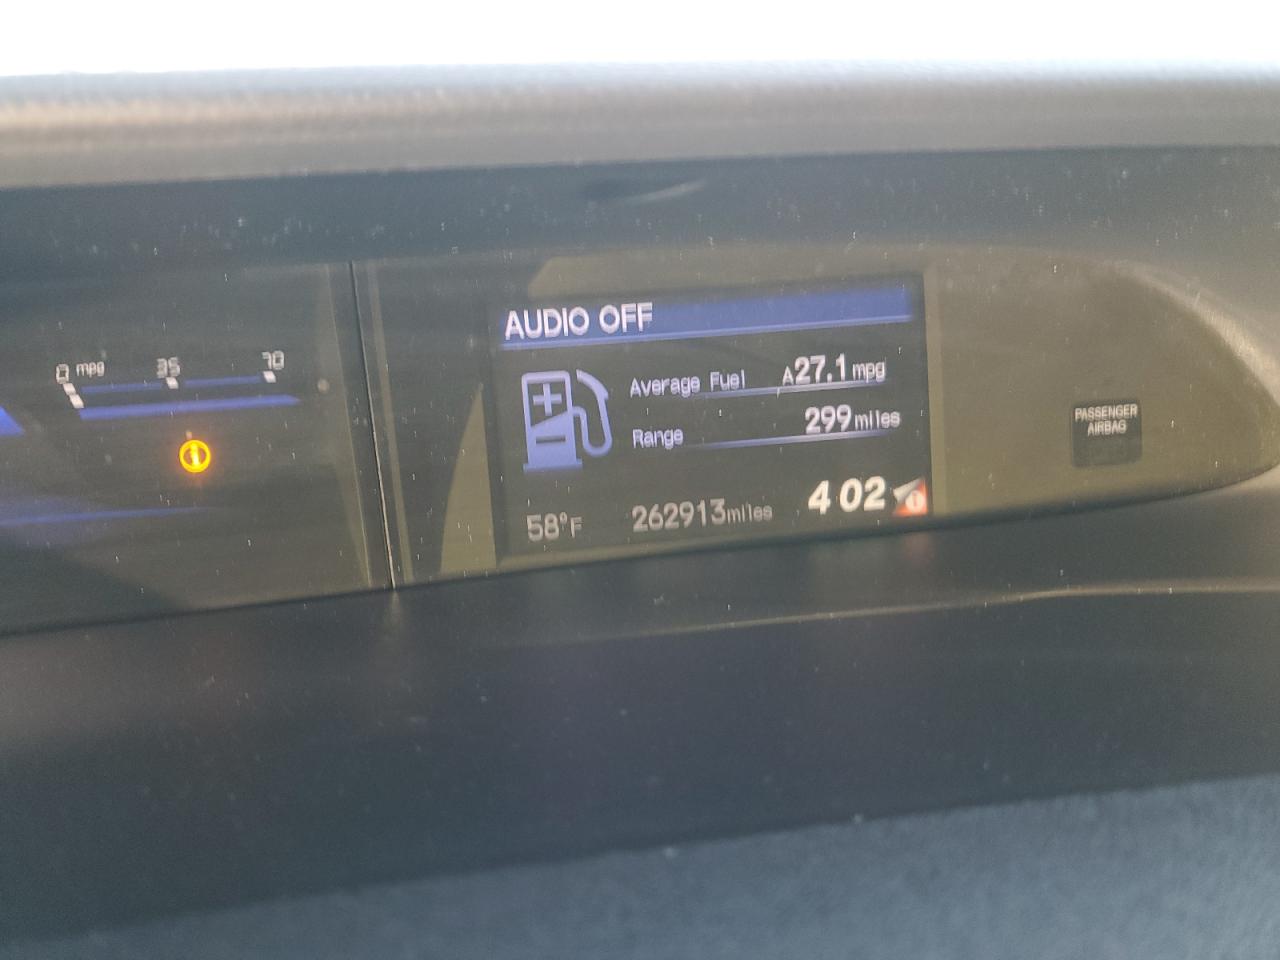 0 mpg 35 70
AUDIO OFF
Average Fuel A27.1 mpg
Range 299 miles
58°F 262913 miles 4 02
PASSENGER
AIRBAG